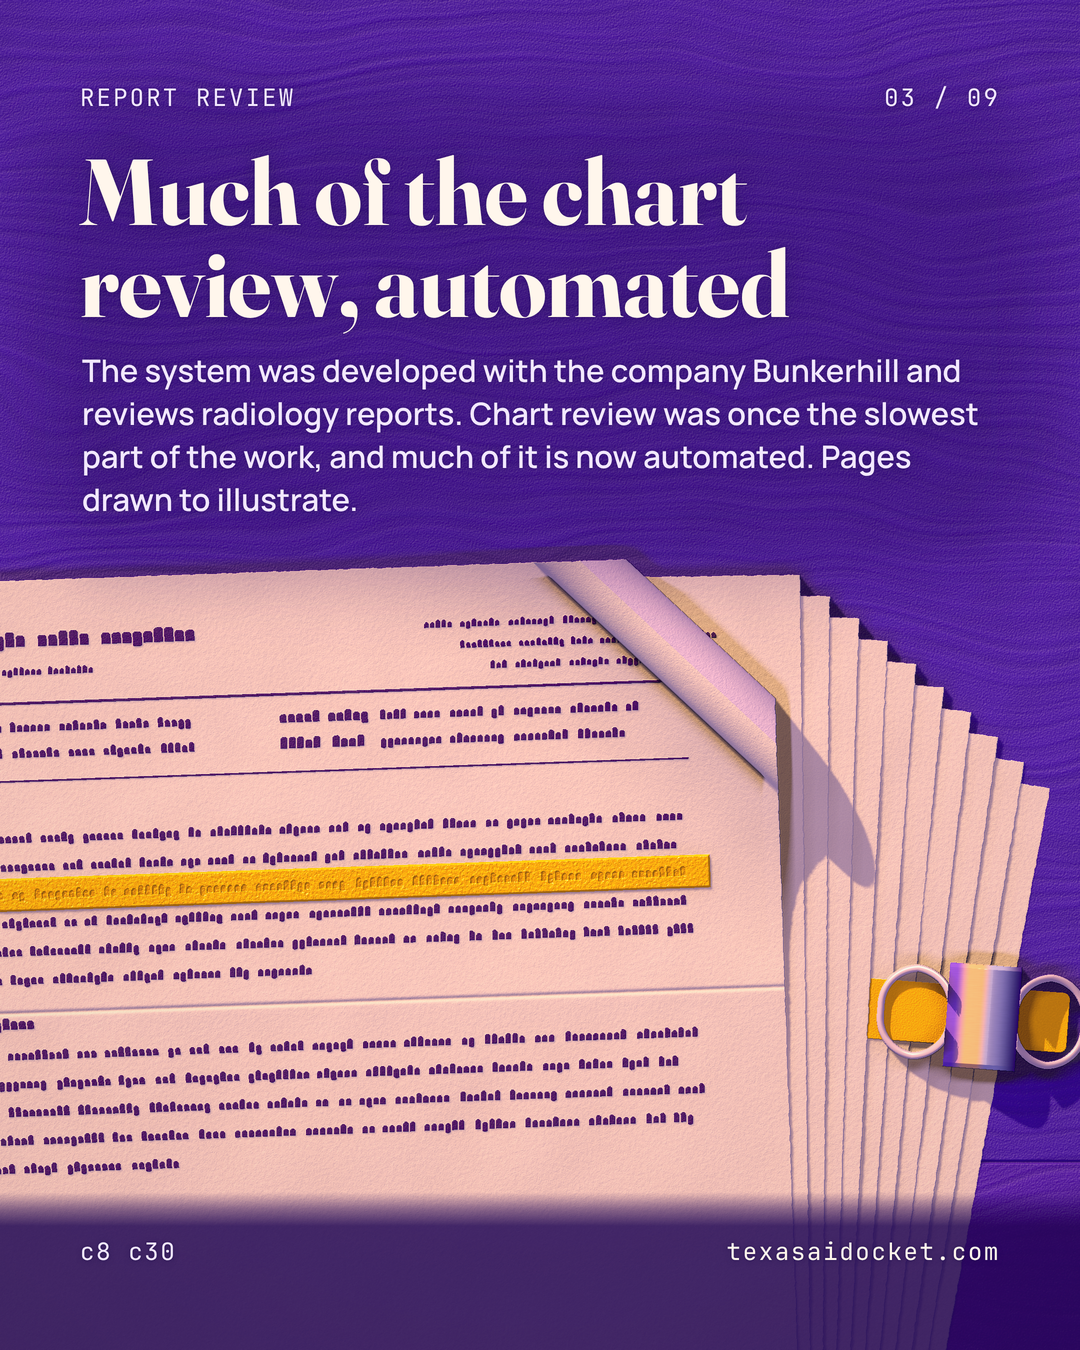 REPORT REVIEW
03 / 09
Much of the chart
review, automated
The system was developed with the company Bunkerhill and
reviews radiology reports. Chart review was once the slowest
part of the work, and much of it is now automated. Pages
drawn to illustrate.
c8 c30
texasaidocket.com